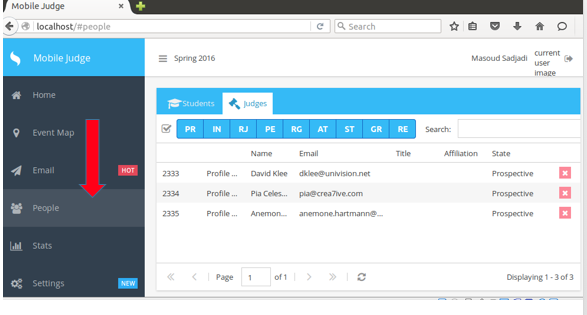 Mobile Judge
localhost/#people
Search
Mobile Judge
Spring 2016
Masoud Sadjadi
current user image
Home
Event Map
Email HOT
People
Stats
Settings NEW
Students
Judges
PR IN RJ PE RG AT ST GR RE Search:
Name Email Title Affiliation State
2333 Profile ... David Klee dklee@univision.net Prospective
2334 Profile ... Pia Celes... pia@crea7ive.com Prospective
2335 Profile ... Anemon... anemone.hartmann@... Prospective
Page 1 of 1 Displaying 1 - 3 of 3